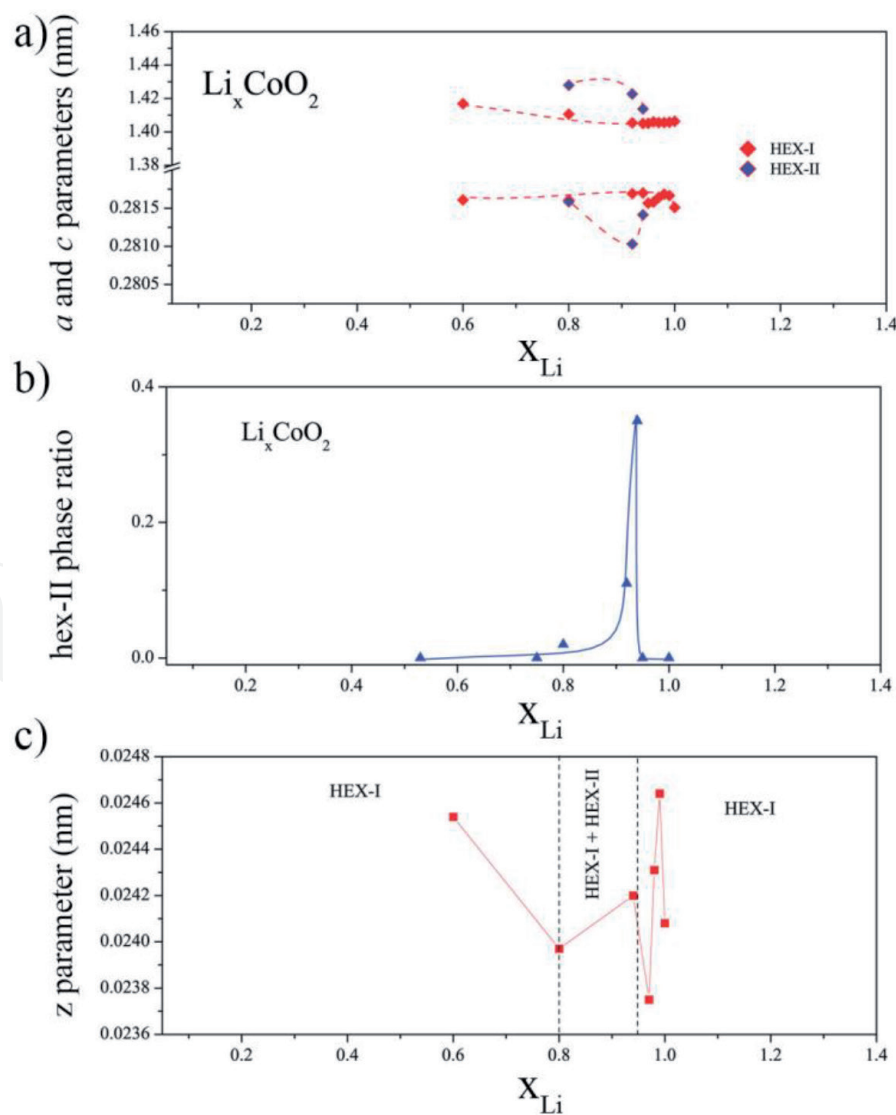 a)
a and c parameters (nm)
1.46
1.44
1.42
1.40
1.38
0.2815
0.2810
0.2805
LixCoO2
HEX-I
HEX-II
0.2 0.4 0.6 0.8 1.0 1.2 1.4
XLi
b)
hex-II phase ratio
0.4
0.2
0.0
LixCoO2
0.2 0.4 0.6 0.8 1.0 1.2 1.4
XLi
c)
z parameter (nm)
0.0248
0.0246
0.0244
0.0242
0.0240
0.0238
0.0236
HEX-I
HEX-I + HEX-II
HEX-I
0.2 0.4 0.6 0.8 1.0 1.2 1.4
XLi